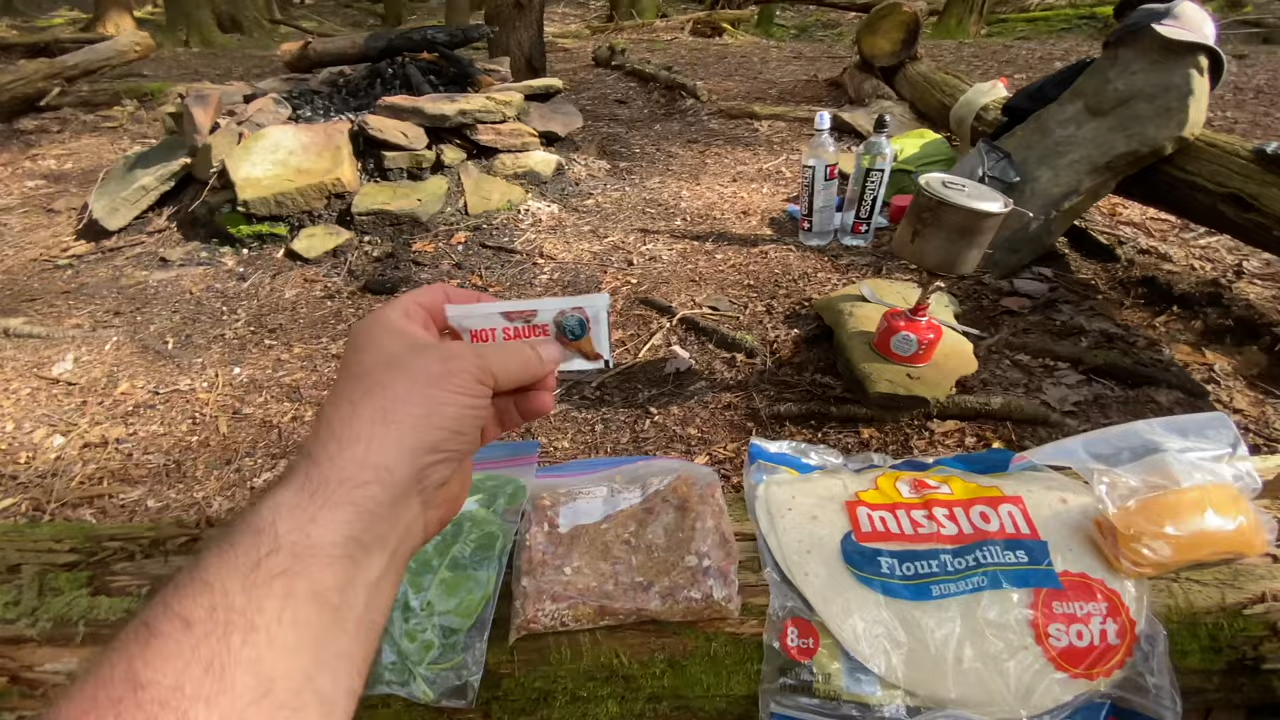 essentia
essentia
HOT SAUCE
MISSION
Flour Tortillas
BURRITO
super
soft
8ct